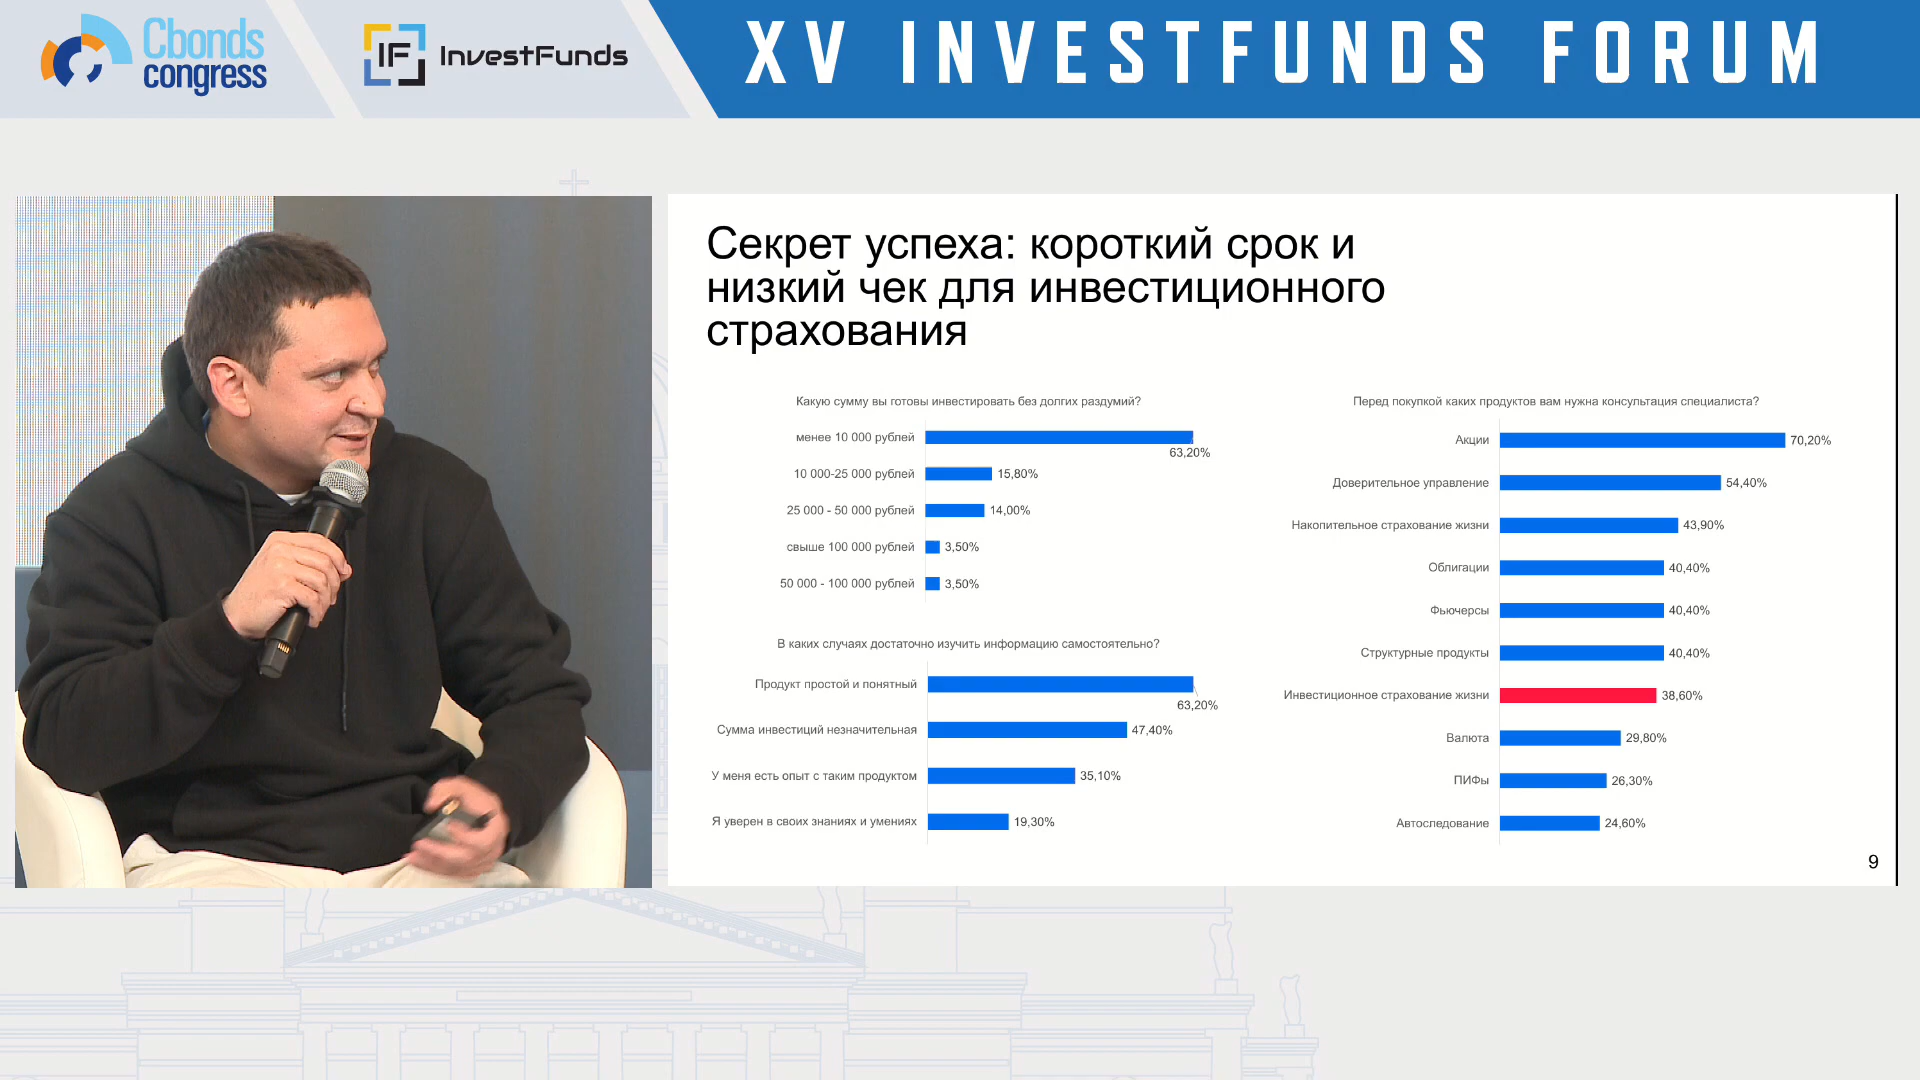 Cbonds
congress
IF InvestFunds
XV INVESTFUNDS FORUM
Секрет успеха: короткий срок и
низкий чек для инвестиционного
страхования
Какую сумму вы готовы инвестировать без долгих раздумий?
менее 10 000 рублей 63,20%
10 000-25 000 рублей 15,80%
25 000 - 50 000 рублей 14,00%
свыше 100 000 рублей 3,50%
50 000 - 100 000 рублей 3,50%
В каких случаях достаточно изучить информацию самостоятельно?
Продукт простой и понятный 63,20%
Сумма инвестиций незначительная 47,40%
У меня есть опыт с таким продуктом 35,10%
Я уверен в своих знаниях и умениях 19,30%
Перед покупкой каких продуктов вам нужна консультация специалиста?
Акции 70,20%
Доверительное управление 54,40%
Накопительное страхование жизни 43,90%
Облигации 40,40%
Фьючерсы 40,40%
Структурные продукты 40,40%
Инвестиционное страхование жизни 38,60%
Валюта 29,80%
ПИФы 26,30%
Автоследование 24,60%
9